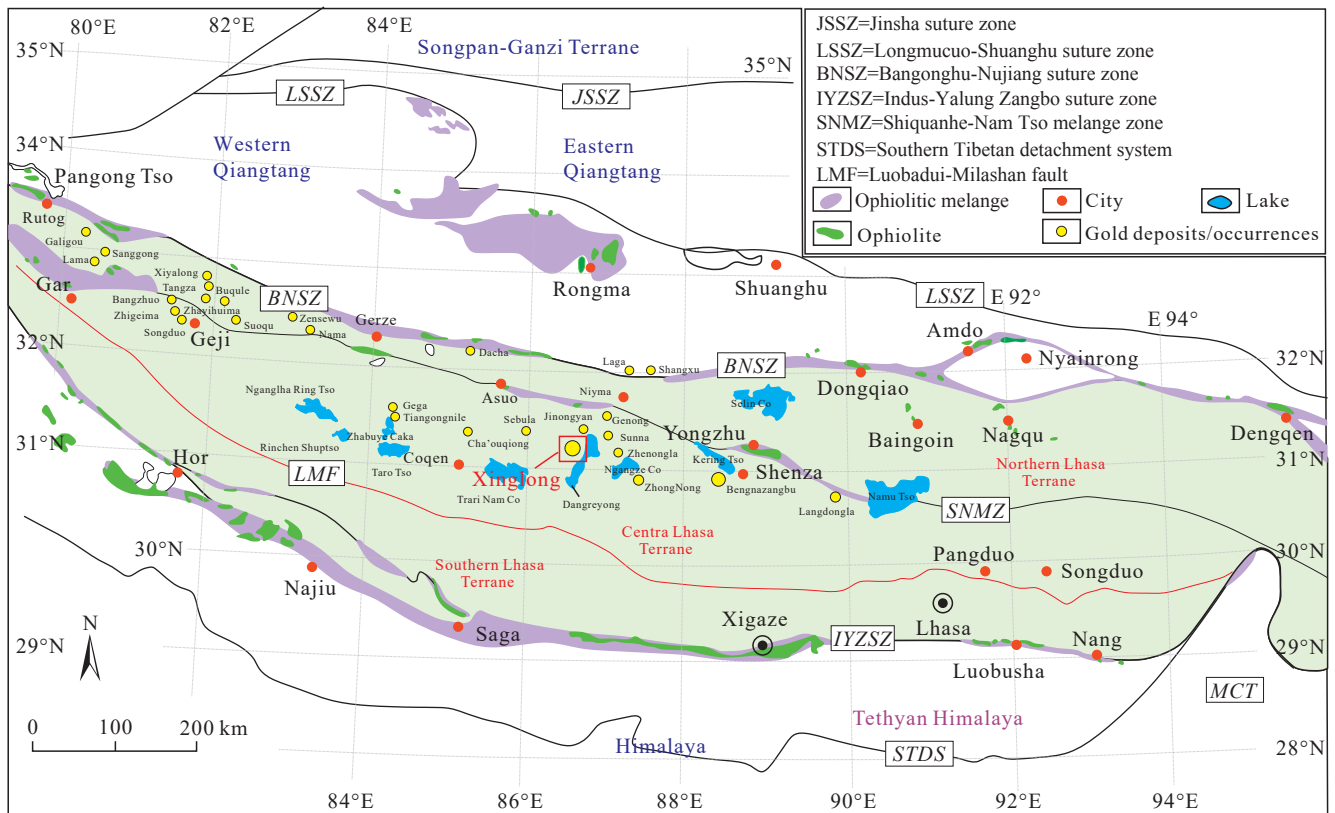 80°E
82°E
84°E
35°N
Songpan-Ganzi Terrane
35°N
LSSZ
JSSZ
JSSZ=Jinsha suture zone
LSSZ=Longmucuo-Shuanghu suture zone
BNSZ=Bangonghu-Nujiang suture zone
IYZSZ=Indus-Yalung Zangbo suture zone
SNMZ=Shiquanhe-Nam Tso melange zone
STDS=Southern Tibetan detachment system
LMF=Luobadui-Milashan fault
Ophiolitic melange
City
Lake
Ophiolite
Gold deposits/occurrences
34°N
Western
Qiangtang
Eastern
Qiangtang
Pangong Tso
Rutog
Galigou
Sanggong
Lama
Xiyalong
Tangza
Buqule
Gar
Bangzhuo
Zhayihuima
Zhigeima
Songduo
Geji
Suoqu
BNSZ
Zensewu
Nama
Gerze
Rongma
Shuanghu
LSSZ
E 92°
E 94°
Amdo
Nyainrong
32°N
32°N
Dacha
Laga
Shangxu
BNSZ
Dongqiao
Nganglha Ring Tso
Gega
Tiangongnile
Asuo
Niyma
Selin Co
Sebula
Jinongyan
Genong
Rinchen Shuptso
Zhabuye Caka
Cha'ouqiong
Sunna
Yongzhu
Baingoin
Nagqu
Dengqen
31°N
31°N
Hor
LMF
Taro Tso
Coqen
Xinglong
Zhenongla
Ngangze Co
Kering Tso
Shenza
Northern Lhasa
Terrane
Trari Nam Co
Dangreyong
ZhongNong
Bengnazangbu
Langdongla
Namu Tso
SNMZ
30°N
Centra Lhasa
Terrane
30°N
Southern Lhasa
Terrane
Pangduo
Songduo
Najiu
N
29°N
Saga
Xigaze
IYZSZ
Lhasa
Luobusha
Nang
29°N
MCT
0
100
200 km
Tethyan Himalaya
Himalaya
STDS
28°N
84°E
86°E
88°E
90°E
92°E
94°E